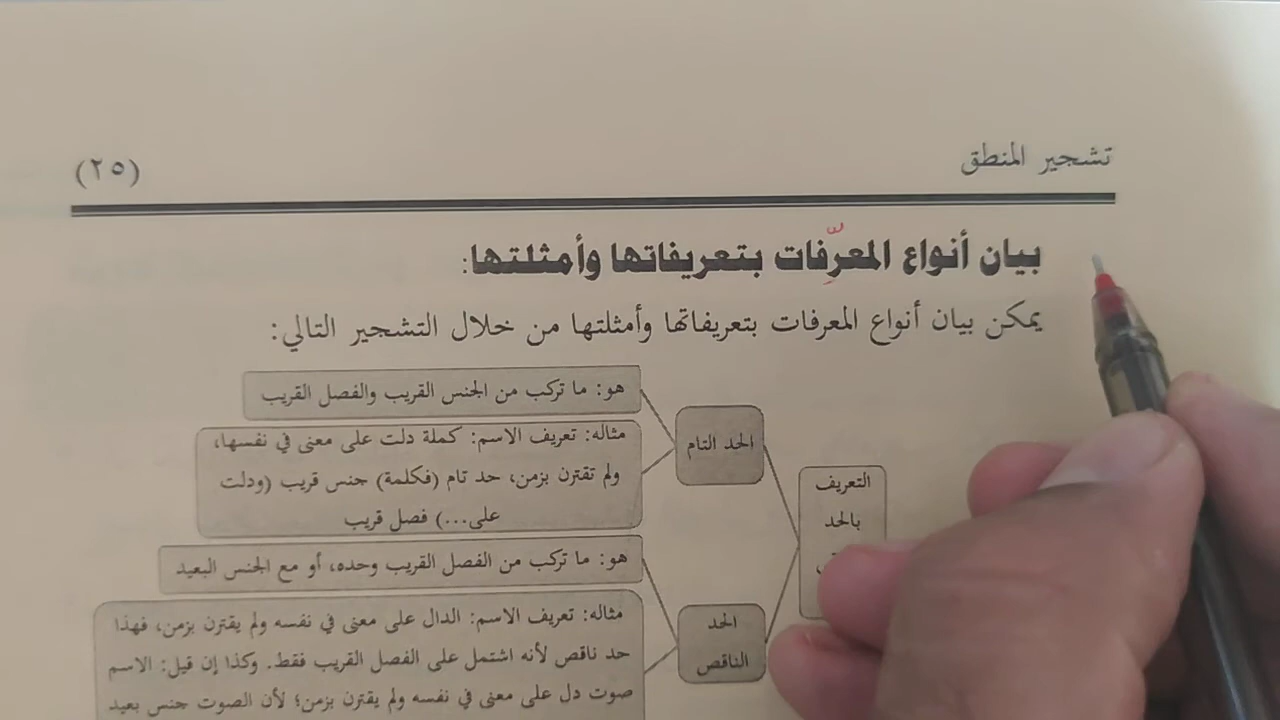 تشجير المنطق
(٢٥)
بيان أنواع المعرِّفات بتعريفاتها وأمثلتها:
يمكن بيان أنواع المعرفات بتعريفاتها وأمثلتها من خلال التشجير التالي:
التعريف
بالحد
الحد التام
هو: ما تركب من الجنس القريب والفصل القريب
مثاله: تعريف الاسم: كملة دلت على معنى في نفسها،
ولم تقترن بزمن، حد تام (فكلمة) جنس قريب (ودلت
على...) فصل قريب
الحد
الناقص
هو: ما تركب من الفصل القريب وحده، أو مع الجنس البعيد
مثاله: تعريف الاسم: الدال على معنى في نفسه ولم يقترن بزمن، فهذا
حد ناقص لأنه اشتمل على الفصل القريب فقط. وكذا إن قيل: الاسم
صوت دل على معنى في نفسه ولم يقترن بزمن؛ لأن الصوت جنس بعيد